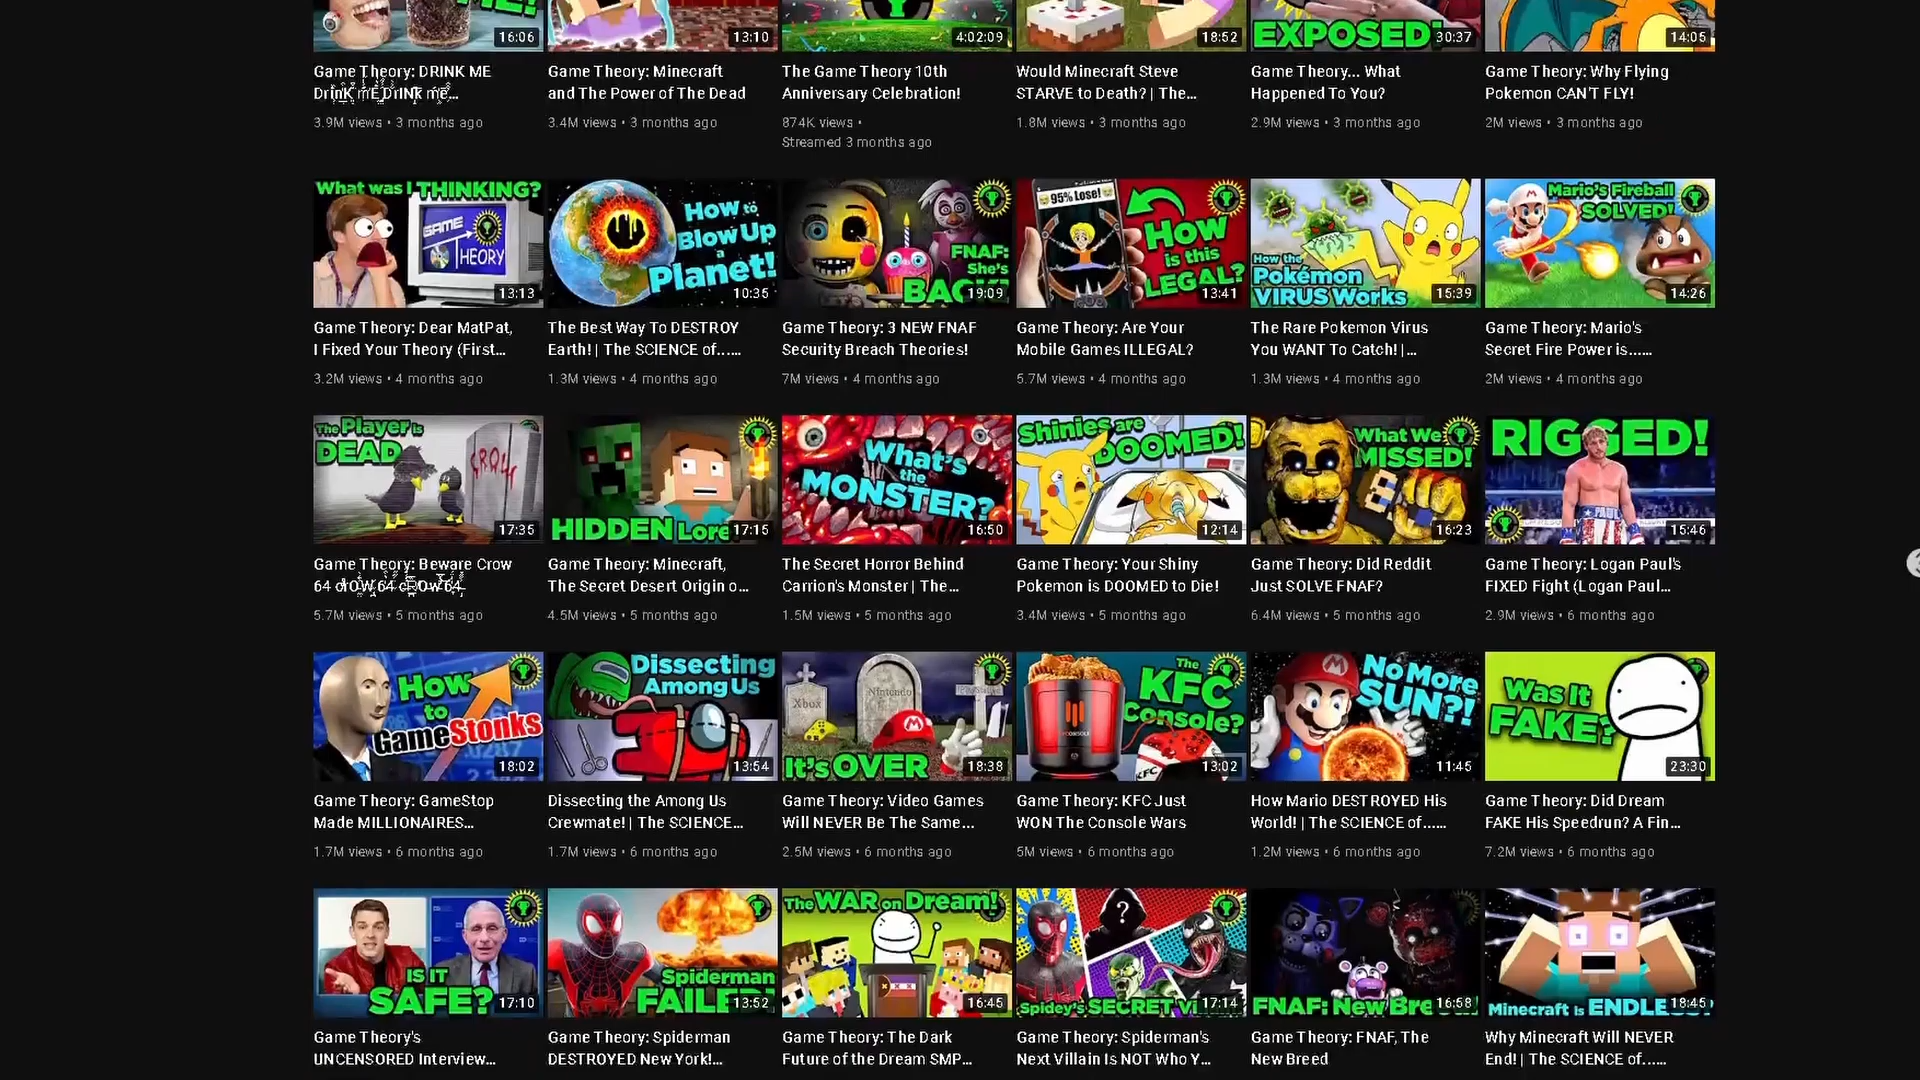 ME!
16:06
13:10
4:02:09
18:52
EXPOSED!
30:37
14:05
Game Theory: DRINK ME
Game Theory: Minecraft
and The Power of The Dead
The Game Theory 10th
Anniversary Celebration!
Would Minecraft Steve
STARVE to Death? | The...
Game Theory... What
Happened To You?
Game Theory: Why Flying
Pokemon CAN'T FLY!
3.9M views • 3 months ago
3.4M views • 3 months ago
874K views •
Streamed 3 months ago
1.8M views • 3 months ago
2.9M views • 3 months ago
2M views • 3 months ago
What was I THINKING?
GAME
THEORY
13:13
How to
Blow Up
a
Planet!
10:35
FNAF:
She's
BACK!
19:09
95% Lose!
How
is this
LEGAL?
13:41
How the
Pokémon
VIRUS Works
15:39
Mario's Fireball
SOLVED!
14:26
Game Theory: Dear MatPat,
I Fixed Your Theory (First...
The Best Way To DESTROY
Earth! | The SCIENCE of......
Game Theory: 3 NEW FNAF
Security Breach Theories!
Game Theory: Are Your
Mobile Games ILLEGAL?
The Rare Pokemon Virus
You WANT To Catch! |...
Game Theory: Mario's
Secret Fire Power is......
3.2M views • 4 months ago
1.3M views • 4 months ago
7M views • 4 months ago
5.7M views • 4 months ago
1.3M views • 4 months ago
2M views • 4 months ago
The Player is
DEAD
CROW
17:35
HIDDEN Lore
17:15
What's
the
MONSTER?
16:50
Shinies are
DOOMED!
12:14
What We
MISSED!
16:23
RIGGED!
PAUL
15:46
Game Theory: Beware Crow
64 crOW 64 cROw 64
Game Theory: Minecraft,
The Secret Desert Origin o...
The Secret Horror Behind
Carrion's Monster | The...
Game Theory: Your Shiny
Pokemon is DOOMED to Die!
Game Theory: Did Reddit
Just SOLVE FNAF?
Game Theory: Logan Paul's
FIXED Fight (Logan Paul...
5.7M views • 5 months ago
4.5M views • 5 months ago
1.5M views • 5 months ago
3.4M views • 5 months ago
6.4M views • 5 months ago
2.9M views • 6 months ago
How
to
GameStonks
18:02
Dissecting
Among Us
13:54
Xbox
Nintendo
PlayStation
It's OVER
18:38
The
KFC
Console?
KFC
13:02
No More
SUN?!
11:45
Was It
FAKE?
23:30
Game Theory: GameStop
Made MILLIONAIRES...
Dissecting the Among Us
Crewmate! | The SCIENCE...
Game Theory: Video Games
Will NEVER Be The Same...
Game Theory: KFC Just
WON The Console Wars
How Mario DESTROYED His
World! | The SCIENCE of......
Game Theory: Did Dream
FAKE His Speedrun? A Fin...
1.7M views • 6 months ago
1.7M views • 6 months ago
2.5M views • 6 months ago
5M views • 6 months ago
1.2M views • 6 months ago
7.2M views • 6 months ago
IS IT
SAFE?
17:10
Spiderman
FAILED!
13:52
The WAR on Dream!
16:45
?
Spidey's SECRET Vi
17:14
FNAF: New Bre
16:58
Minecraft is ENDLESS?
18:45
Game Theory's
UNCENSORED Interview...
Game Theory: Spiderman
DESTROYED New York!...
Game Theory: The Dark
Future of the Dream SMP...
Game Theory: Spiderman's
Next Villain Is NOT Who Y...
Game Theory: FNAF, The
New Breed
Why Minecraft Will NEVER
End! | The SCIENCE of......